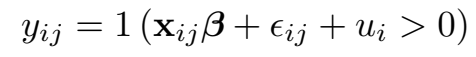 y_{ij} = 1 (𝐱_{ij}𝜷 + ϵ_{ij} + u_i > 0)